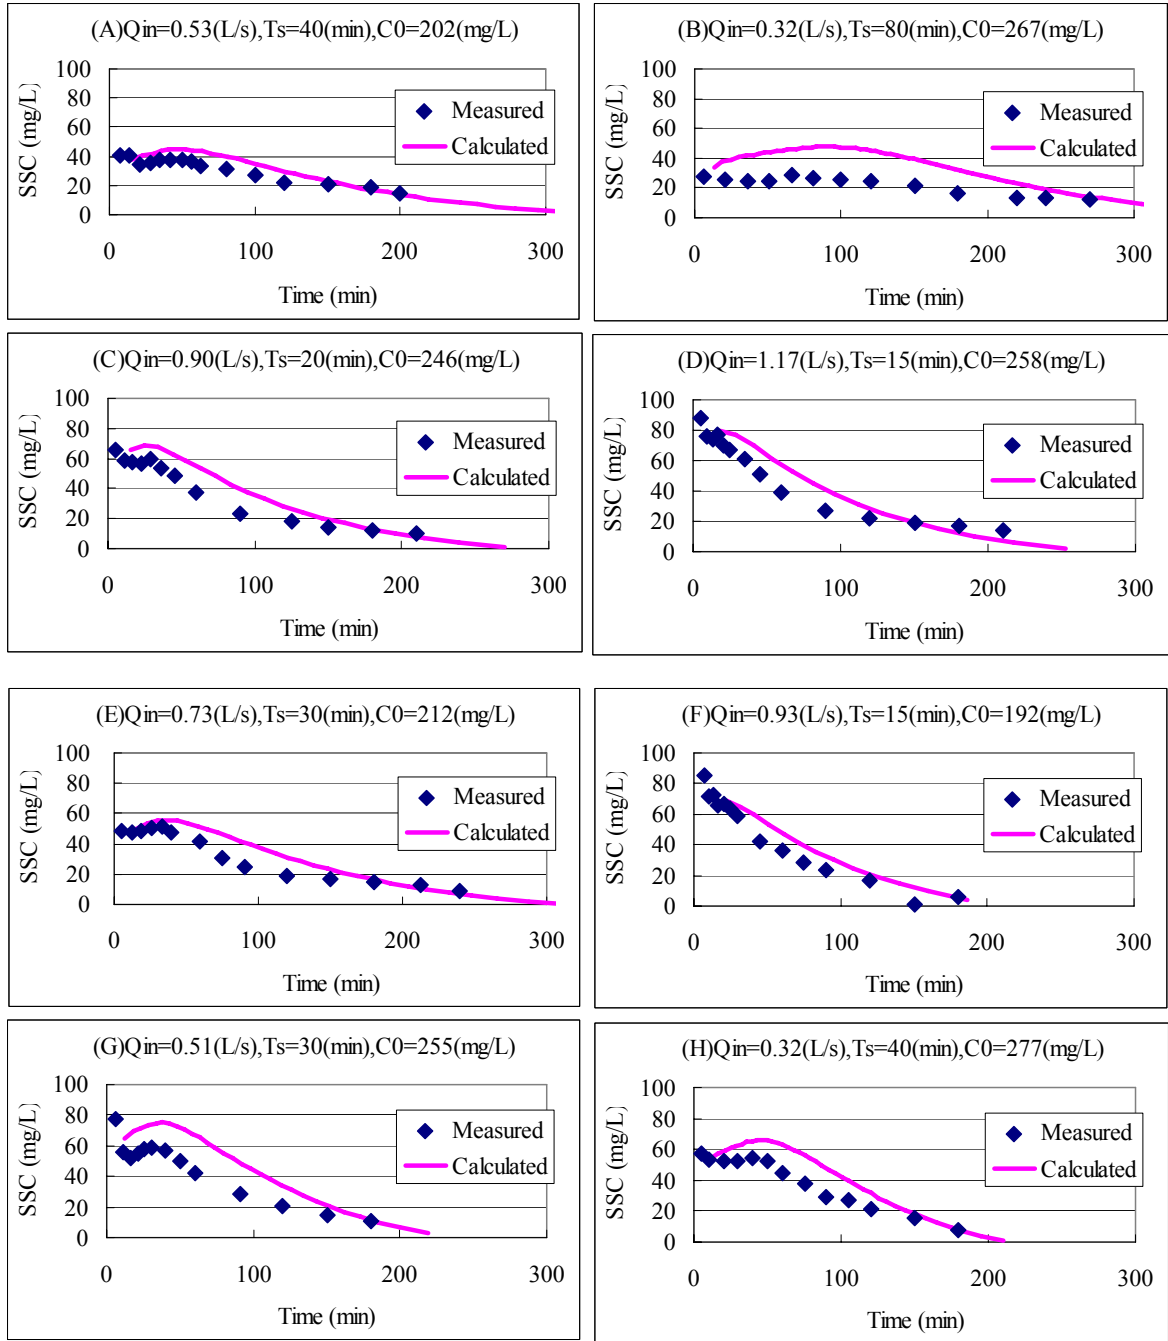 (A)Qin=0.53(L/s),Ts=40(min),C0=202(mg/L)
100
80
60
40
20
0
SSC (mg/L)
Measured
Calculated
0 100 200 300
Time (min)
(B)Qin=0.32(L/s),Ts=80(min),C0=267(mg/L)
100
80
60
40
20
0
SSC (mg/L)
Measured
Calculated
0 100 200 300
Time (min)
(C)Qin=0.90(L/s),Ts=20(min),C0=246(mg/L)
100
80
60
40
20
0
SSC (mg/L)
Measured
Calculated
0 100 200 300
Time (min)
(D)Qin=1.17(L/s),Ts=15(min),C0=258(mg/L)
100
80
60
40
20
0
SSC (mg/L)
Measured
Calculated
0 100 200 300
Time (min)
(E)Qin=0.73(L/s),Ts=30(min),C0=212(mg/L)
100
80
60
40
20
0
SSC (mg/L)
Measured
Calculated
0 100 200 300
Time (min)
(F)Qin=0.93(L/s),Ts=15(min),C0=192(mg/L)
100
80
60
40
20
0
SSC (mg/L)
Measured
Calculated
0 100 200 300
Time (min)
(G)Qin=0.51(L/s),Ts=30(min),C0=255(mg/L)
100
80
60
40
20
0
SSC (mg/L)
Measured
Calculated
0 100 200 300
Time (min)
(H)Qin=0.32(L/s),Ts=40(min),C0=277(mg/L)
100
80
60
40
20
0
SSC (mg/L)
Measured
Calculated
0 100 200 300
Time (min)